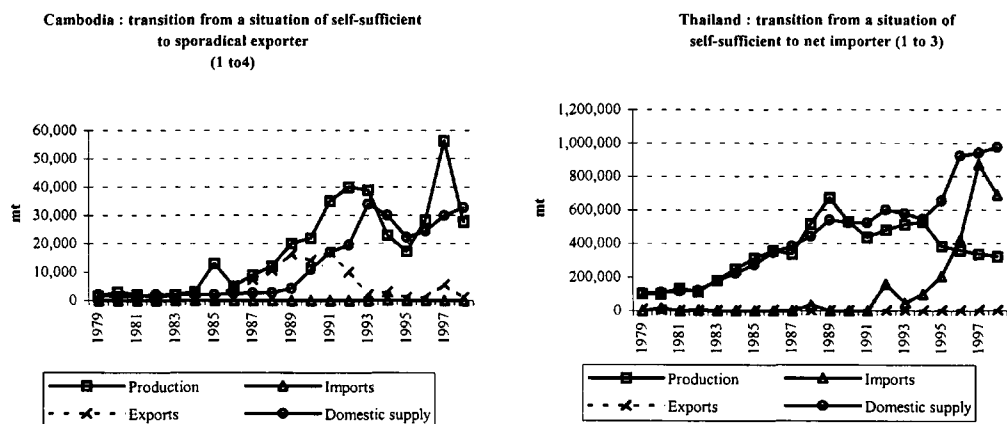 Cambodia : transition from a situation of self-sufficient
to sporadical exporter
(1 to4)
60,000
50,000
40,000
30,000
20,000
10,000
0
mt
1979
1981
1983
1985
1987
1989
1991
1993
1995
1997
Production
Imports
Exports
Domestic supply
Thailand : transition from a situation of
self-sufficient to net importer (1 to 3)
1,200,000
1,000,000
800,000
600,000
400,000
200,000
0
mt
1979
1981
1983
1985
1987
1989
1991
1993
1995
1997
Production
Imports
Exports
Domestic supply